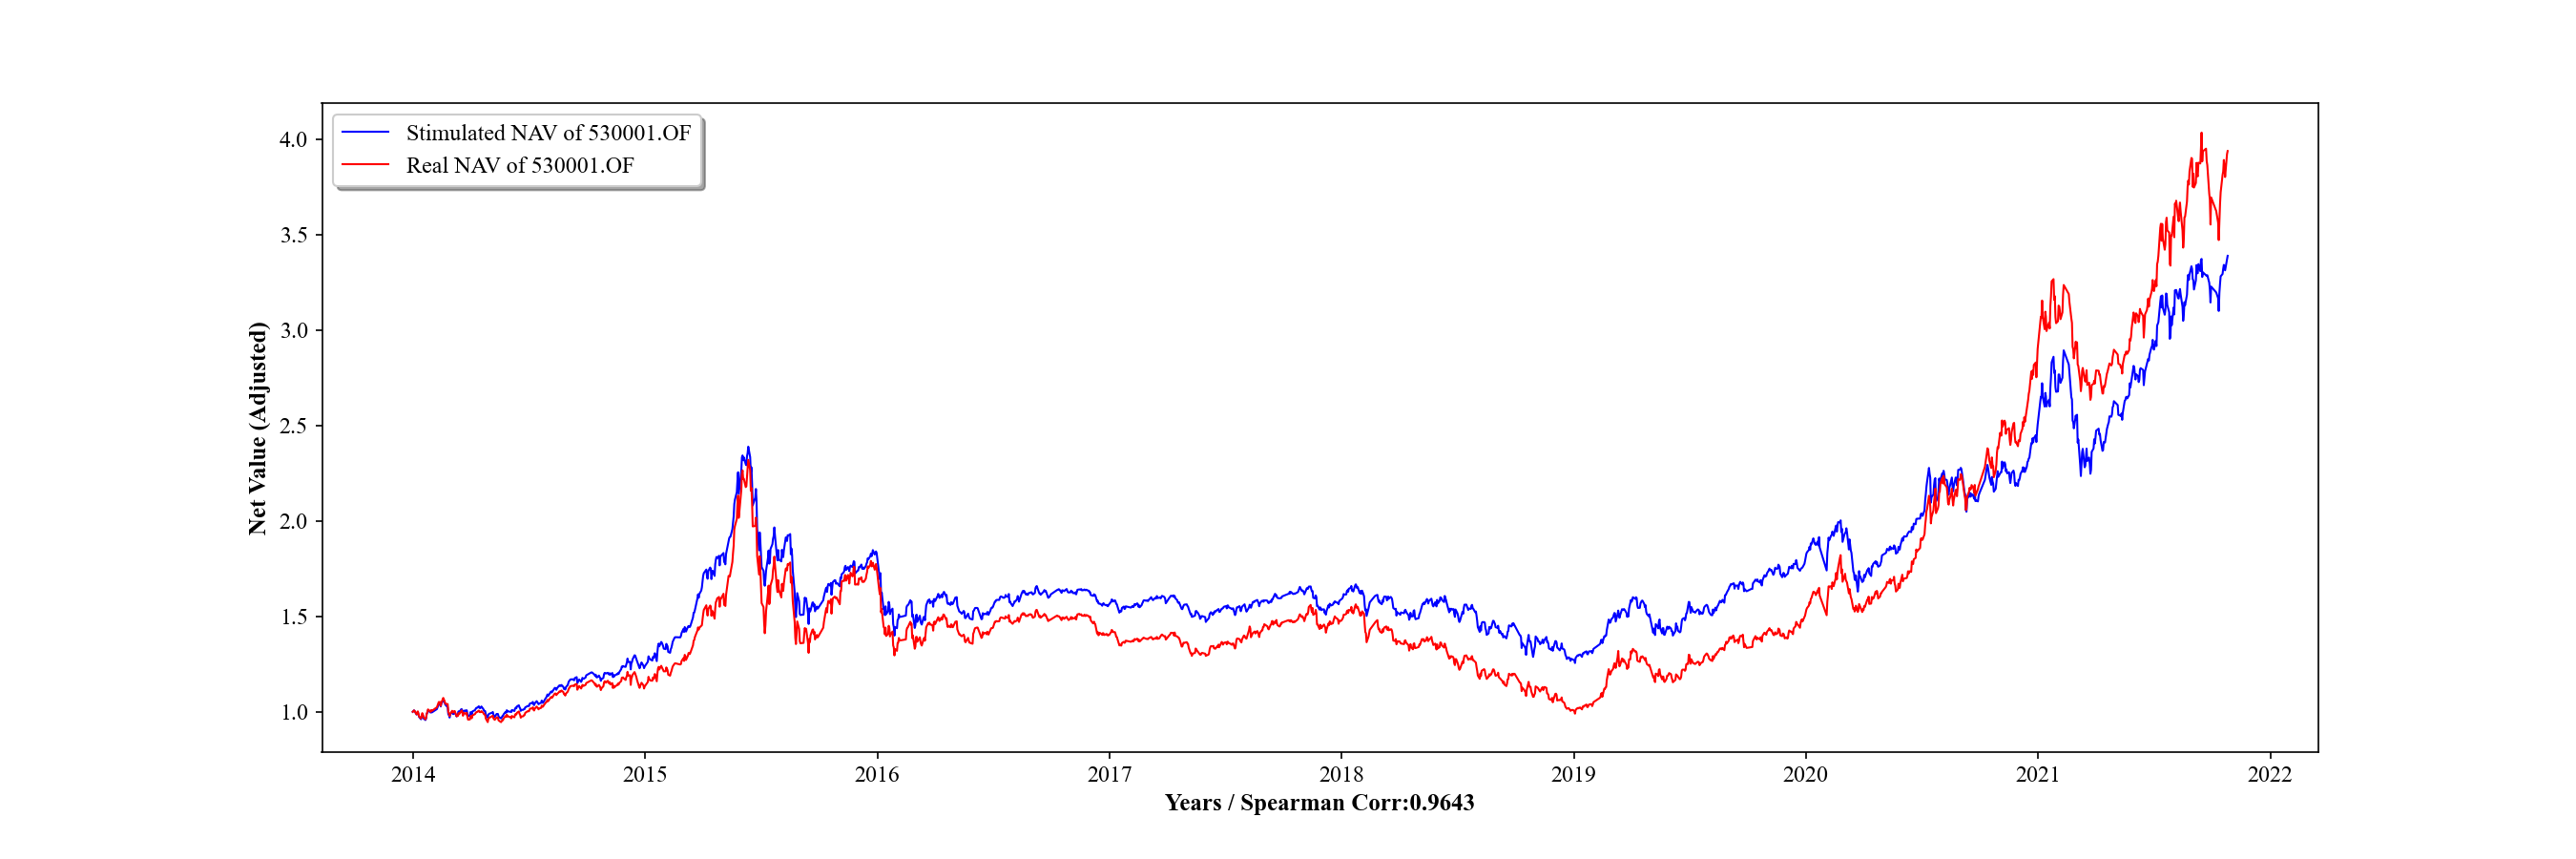 Stimulated NAV of 530001.OF
Real NAV of 530001.OF
Net Value (Adjusted)
4.0
3.5
3.0
2.5
2.0
1.5
1.0
2014 2015 2016 2017 2018 2019 2020 2021 2022
Years / Spearman Corr:0.9643